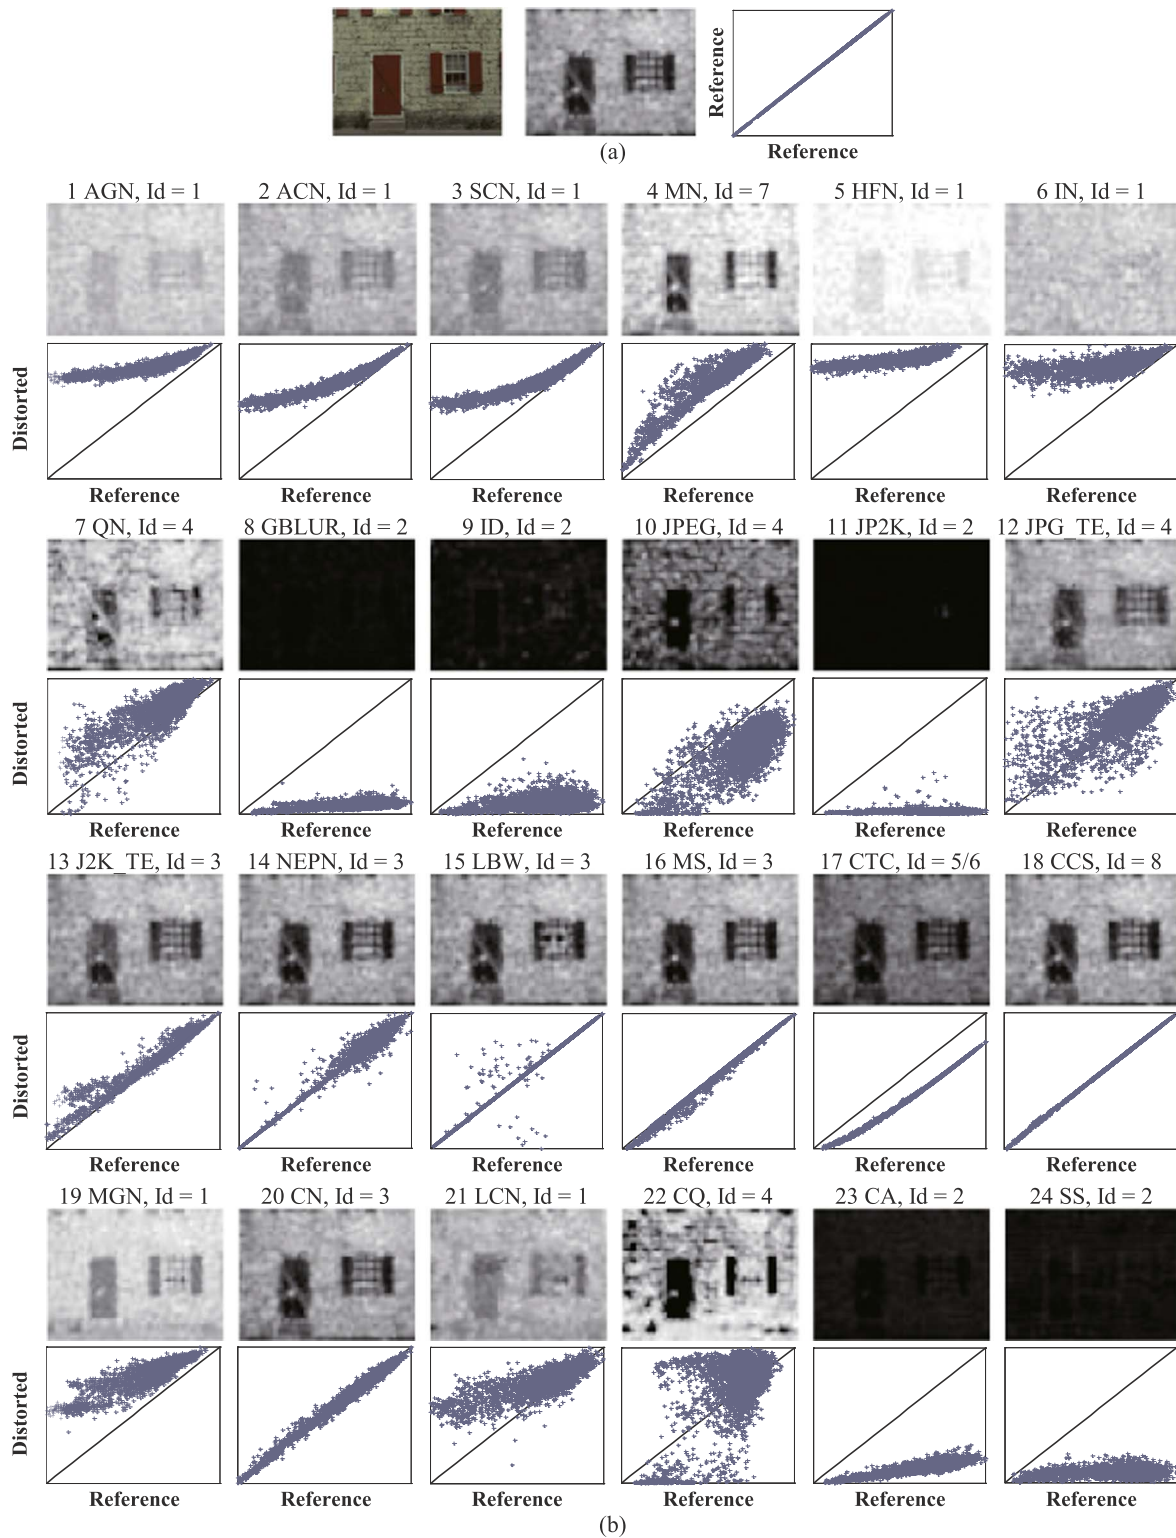 Reference
Reference
(a)
1 AGN, Id = 1 2 ACN, Id = 1 3 SCN, Id = 1 4 MN, Id = 7 5 HFN, Id = 1 6 IN, Id = 1
Distorted
Reference Reference Reference Reference Reference Reference
7 QN, Id = 4 8 GBLUR, Id = 2 9 ID, Id = 2 10 JPEG, Id = 4 11 JP2K, Id = 2 12 JPG_TE, Id = 4
Distorted
Reference Reference Reference Reference Reference Reference
13 J2K_TE, Id = 3 14 NEPN, Id = 3 15 LBW, Id = 3 16 MS, Id = 3 17 CTC, Id = 5/6 18 CCS, Id = 8
Distorted
Reference Reference Reference Reference Reference Reference
19 MGN, Id = 1 20 CN, Id = 3 21 LCN, Id = 1 22 CQ, Id = 4 23 CA, Id = 2 24 SS, Id = 2
Distorted
Reference Reference Reference Reference Reference Reference
(b)